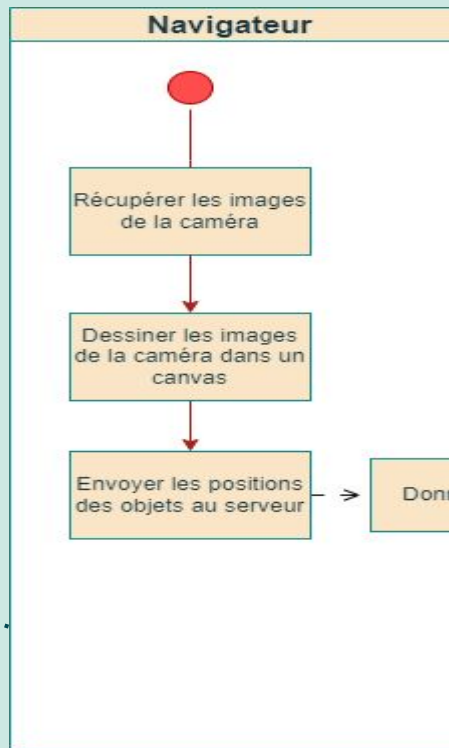 Navigateur
Récupérer les images
de la caméra
Dessiner les images
de la caméra dans un
canvas
Envoyer les positions
des objets au serveur